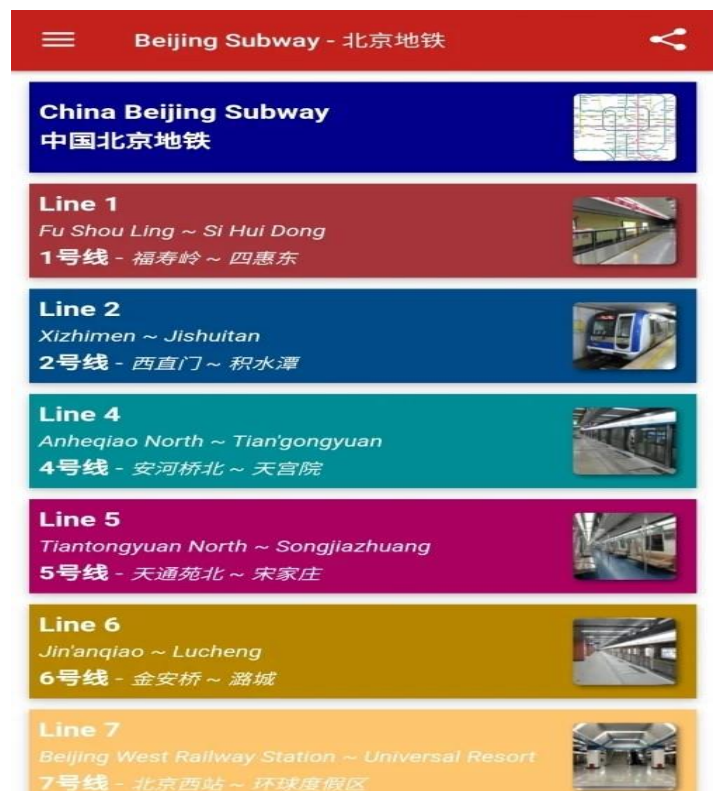 Beijing Subway - 北京地铁
China Beijing Subway
中国北京地铁
Line 1
Fu Shou Ling ~ Si Hui Dong
1号线 - 福寿岭 ~ 四惠东
Line 2
Xizhimen ~ Jishuitan
2号线 - 西直门 ~ 积水潭
Line 4
Anheqiao North ~ Tian'gongyuan
4号线 - 安河桥北 ~ 天宫院
Line 5
Tiantongyuan North ~ Songjiazhuang
5号线 - 天通苑北 ~ 宋家庄
Line 6
Jin'anqiao ~ Lucheng
6号线 - 金安桥 ~ 潞城
Line 7
Beijing West Railway Station ~ Universal Resort
7号线 - 北京西站 ~ 环球度假区